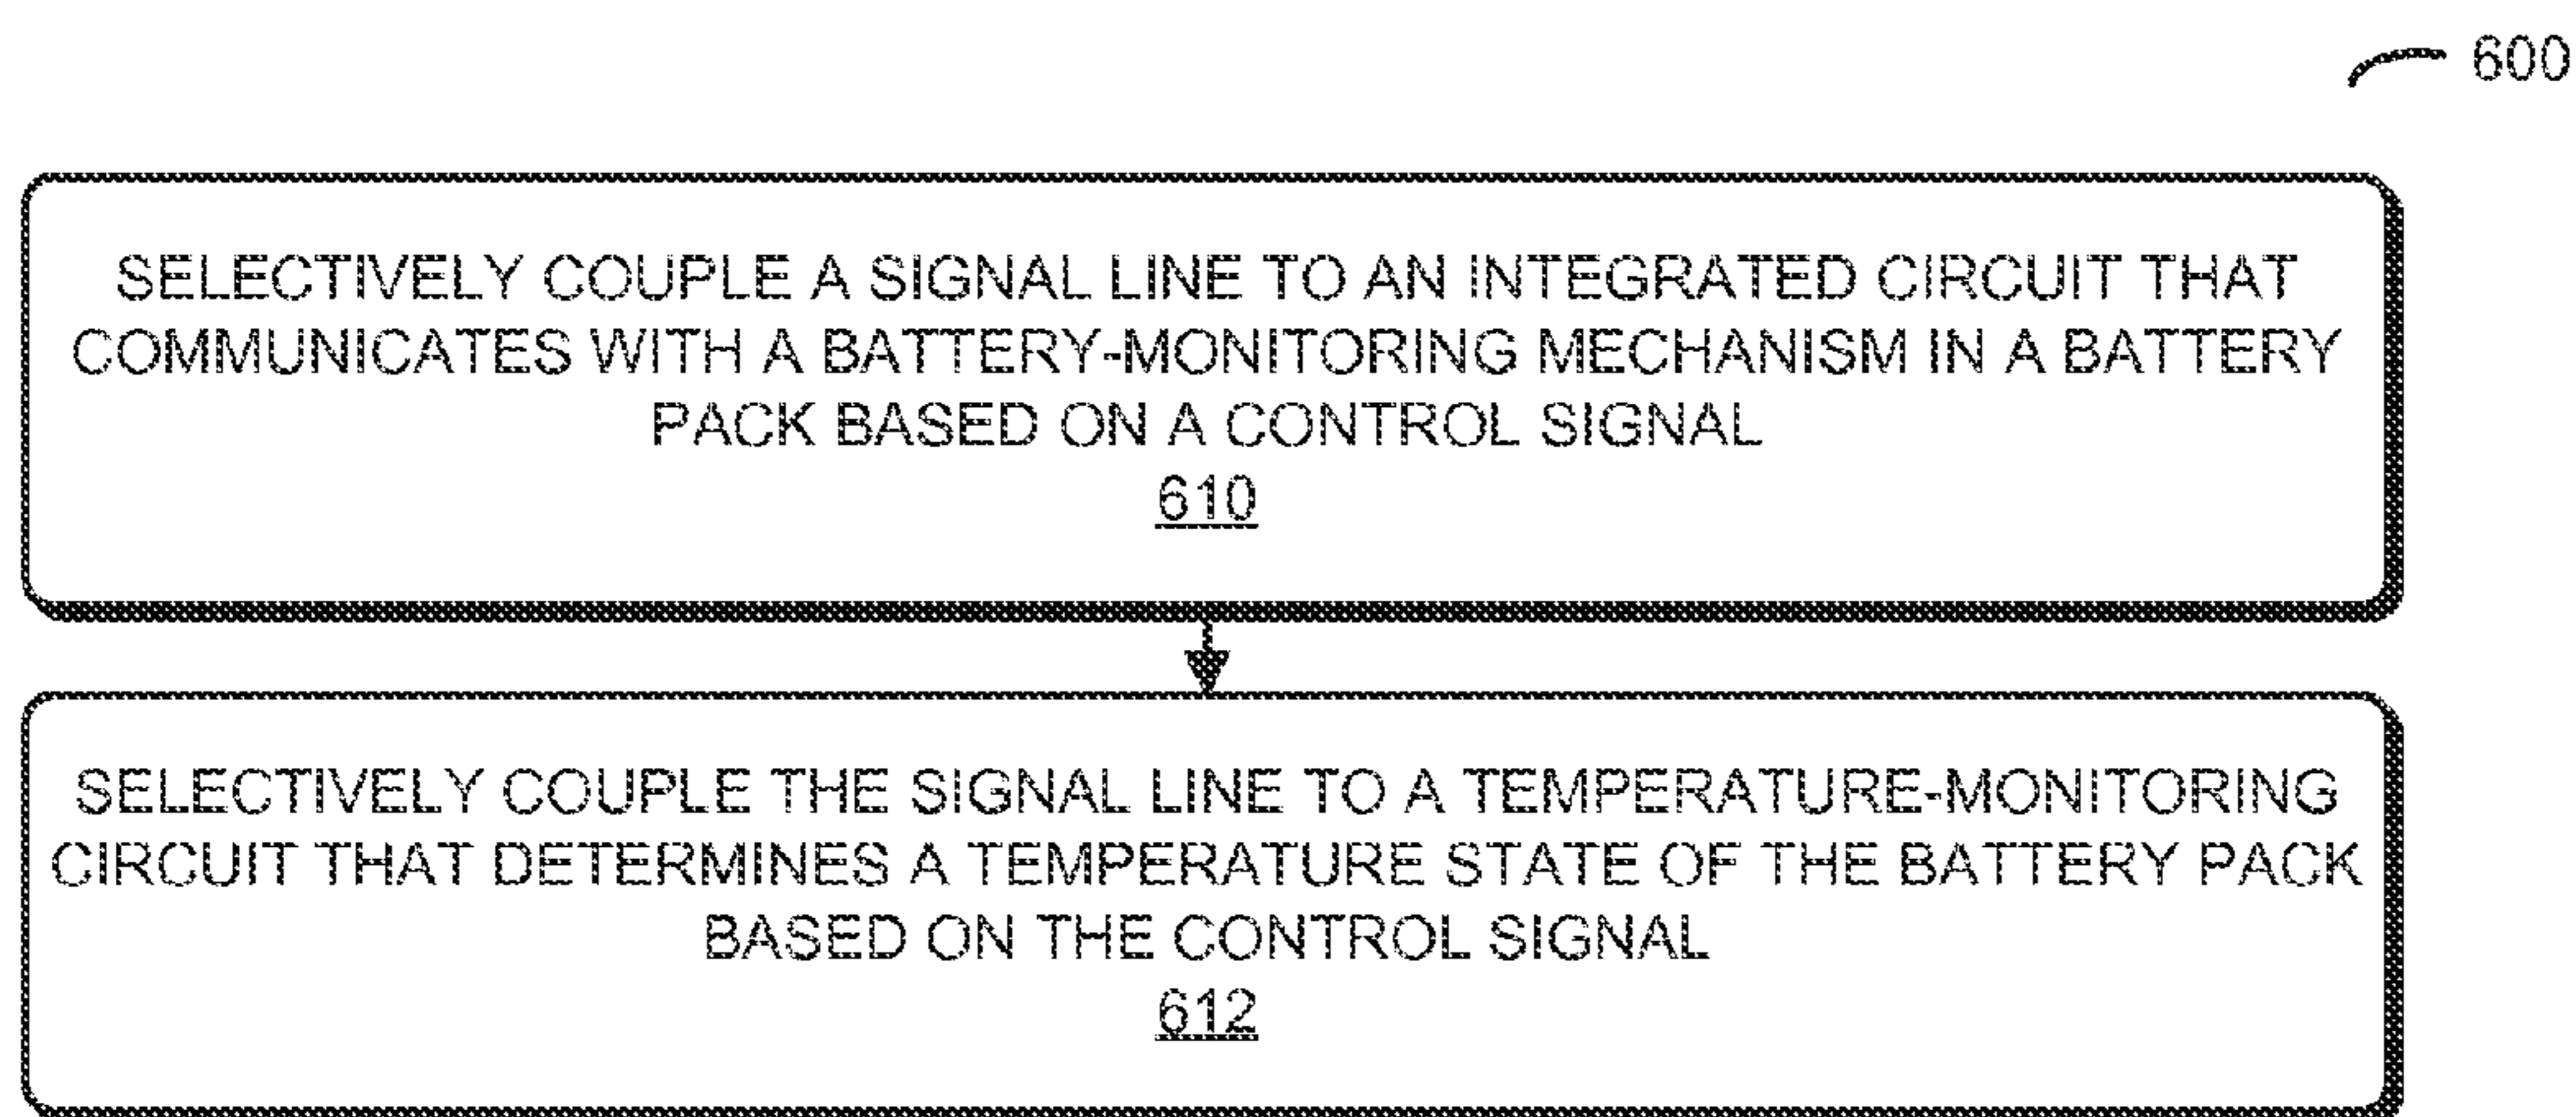 600
SELECTIVELY COUPLE A SIGNAL LINE TO AN INTEGRATED CIRCUIT THAT
COMMUNICATES WITH A BATTERY-MONITORING MECHANISM IN A BATTERY
PACK BASED ON A CONTROL SIGNAL
610
SELECTIVELY COUPLE THE SIGNAL LINE TO A TEMPERATURE-MONITORING
CIRCUIT THAT DETERMINES A TEMPERATURE STATE OF THE BATTERY PACK
BASED ON THE CONTROL SIGNAL
612